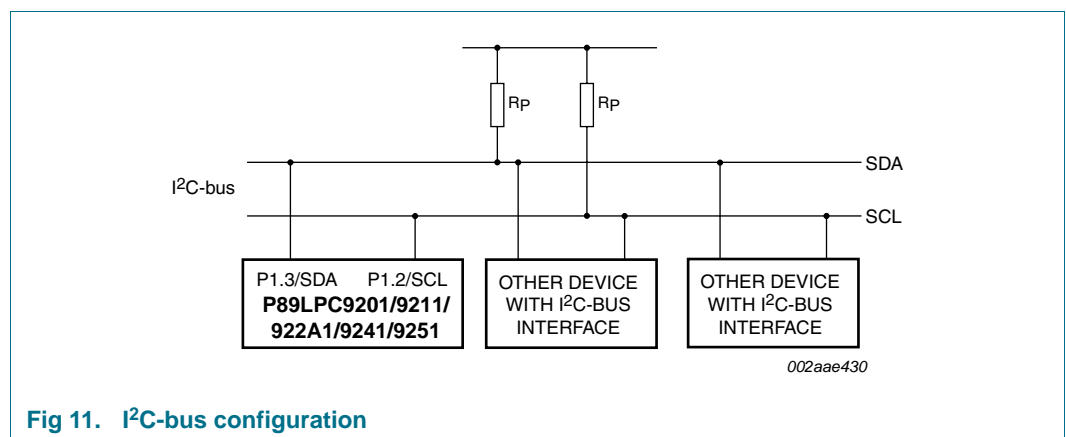 RP
RP
SDA
I2C-bus
SCL
P1.3/SDA P1.2/SCL
P89LPC9201/9211/
922A1/9241/9251
OTHER DEVICE
WITH I2C-BUS
INTERFACE
OTHER DEVICE
WITH I2C-BUS
INTERFACE
002aae430
Fig 11. I2C-bus configuration